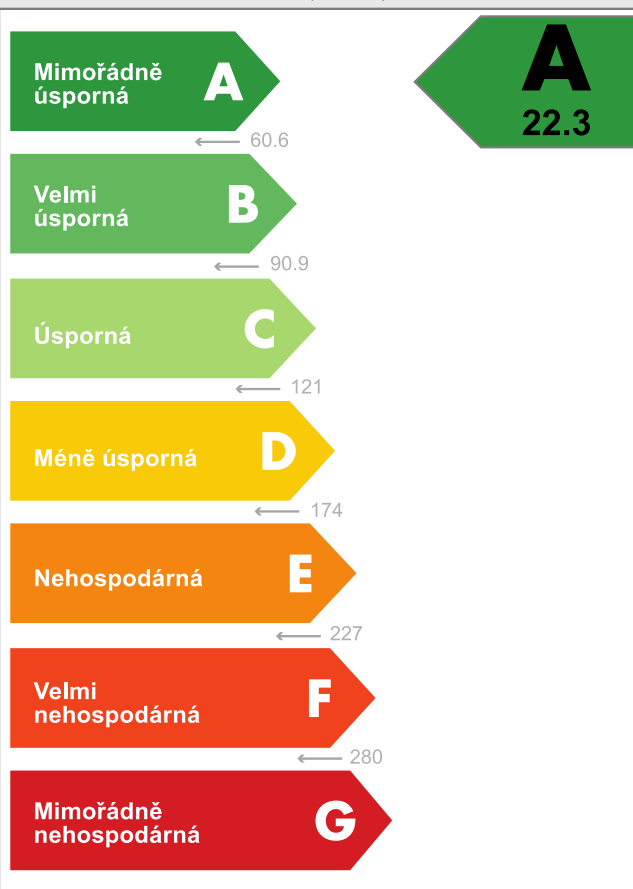 Mimořádně
úsporná
A
A
22.3
60.6
Velmi
úsporná
B
90.9
Úsporná
C
121
Méně úsporná
D
174
Nehospodárná
E
227
Velmi
nehospodárná
F
280
Mimořádně
nehospodárná
G